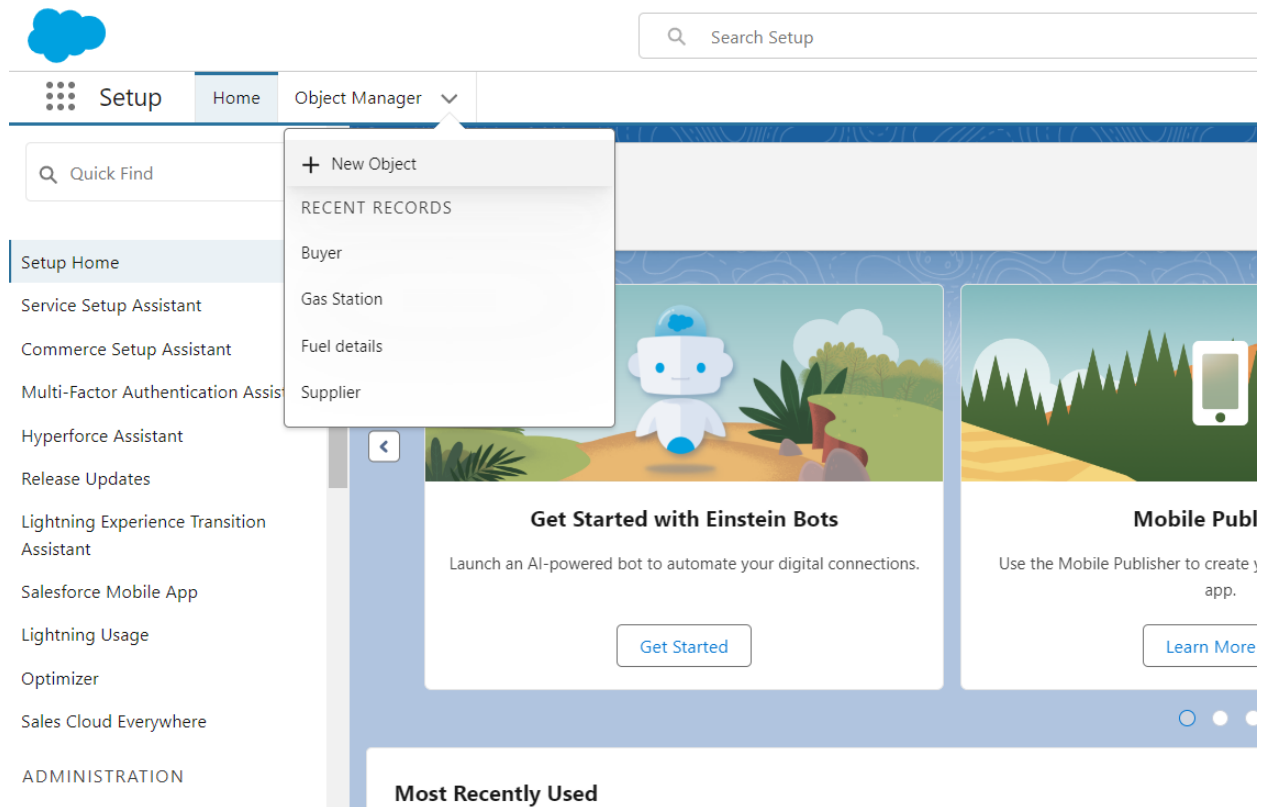 Search Setup
Setup
Home
Object Manager
Quick Find
New Object
RECENT RECORDS
Buyer
Gas Station
Fuel details
Supplier
Setup Home
Service Setup Assistant
Commerce Setup Assistant
Multi-Factor Authentication Assist
Hyperforce Assistant
Release Updates
Lightning Experience Transition
Assistant
Salesforce Mobile App
Lightning Usage
Optimizer
Sales Cloud Everywhere
ADMINISTRATION
Get Started with Einstein Bots
Launch an AI-powered bot to automate your digital connections.
Get Started
Mobile Publ
Use the Mobile Publisher to create y
app.
Learn More
Most Recently Used